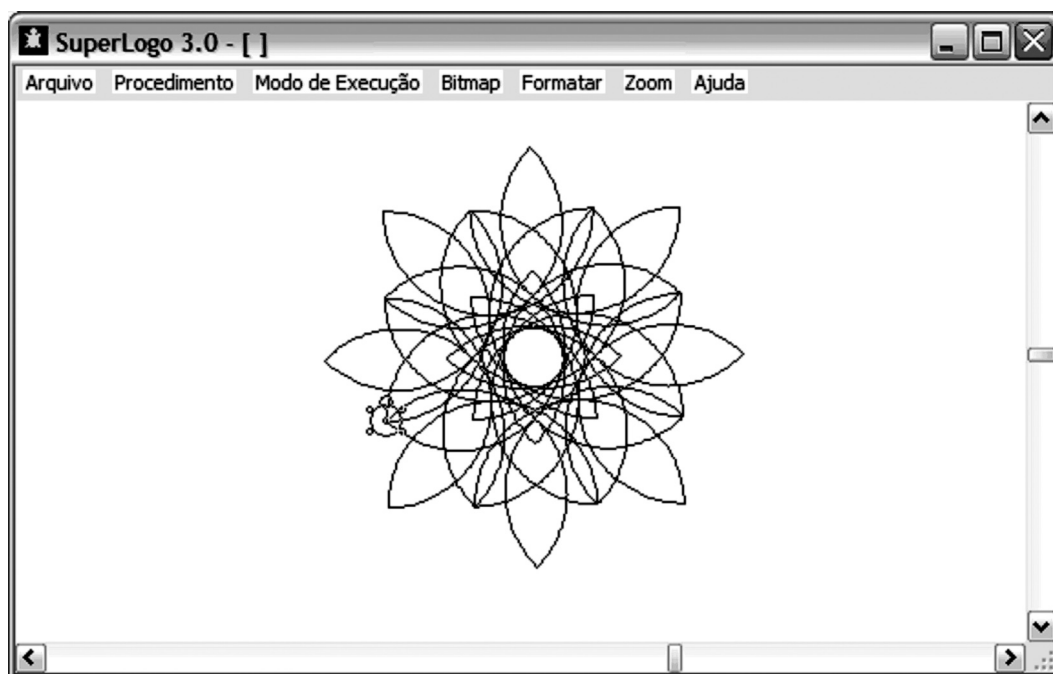 SuperLogo 3.0 - [ ]
Arquivo Procedimento Modo de Execução Bitmap Formatar Zoom Ajuda